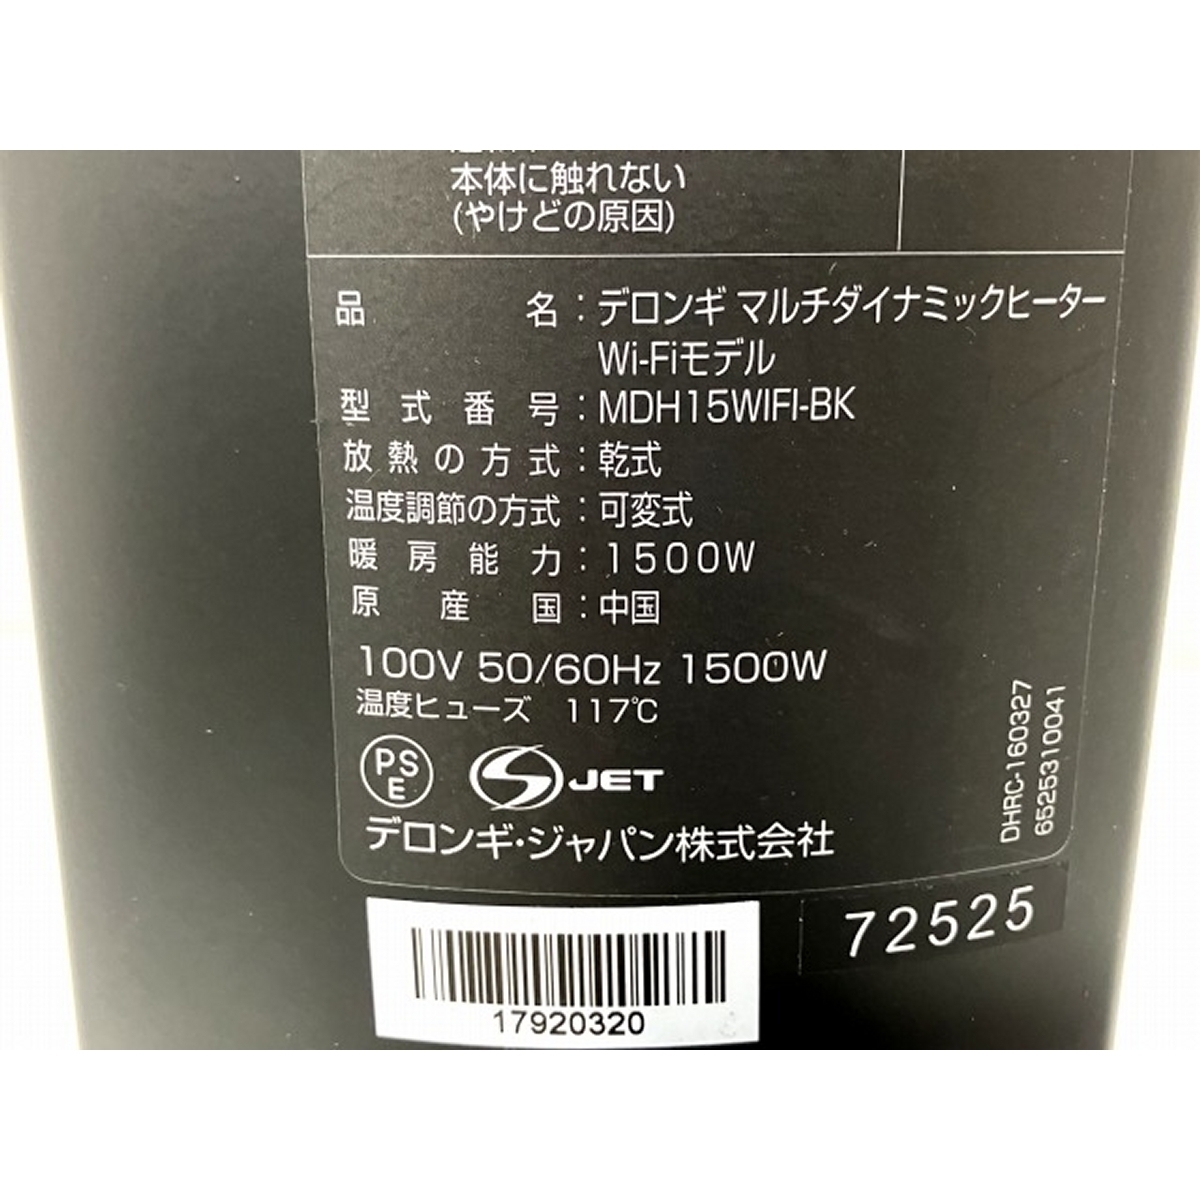 本体に触れない
(やけどの原因)
品名：デロンギ マルチダイナミックヒーター
Wi-Fiモデル
型式番号：MDH15WIFI-BK
放熱の方式：乾式
温度調節の方式：可変式
暖房能力：1500W
原産国：中国
100V 50/60Hz 1500W
温度ヒューズ 117℃
PSE
S JET
デロンギ・ジャパン株式会社
DHRC-160327
6525310041
72525
17920320